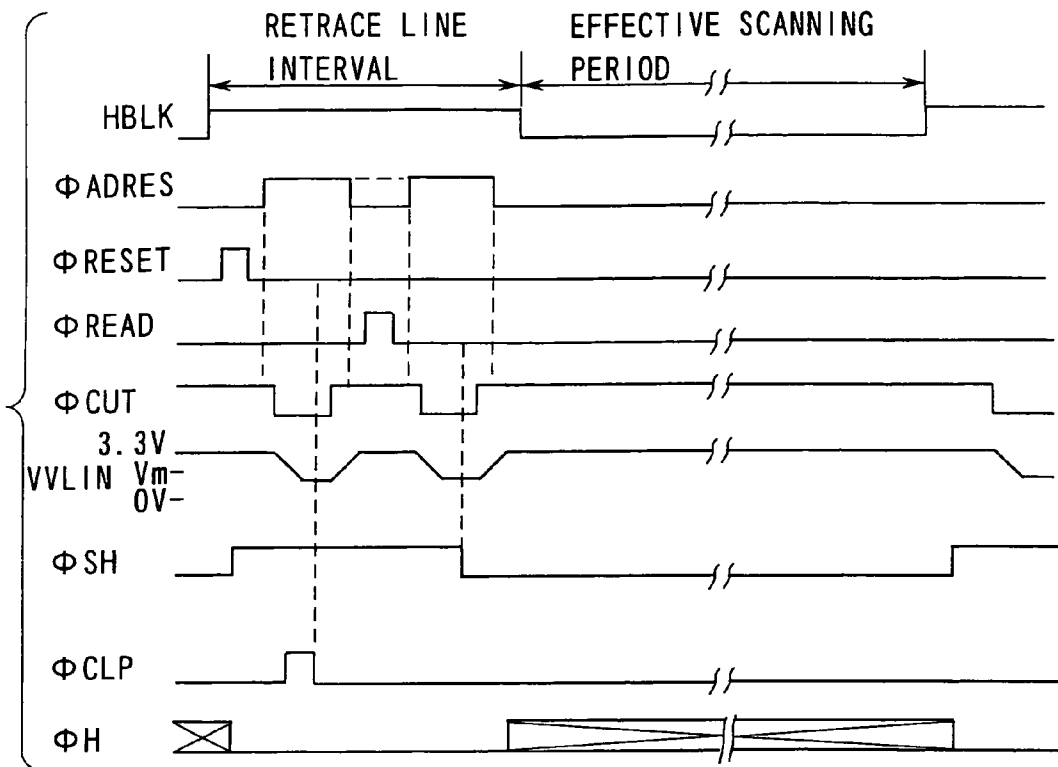 RETRACE LINE
INTERVAL
EFFECTIVE SCANNING
PERIOD
HBLK
ΦADRES
ΦRESET
ΦREAD
ΦCUT
3.3V
VVLIN Vm-
0V-
ΦSH
ΦCLP
ΦH